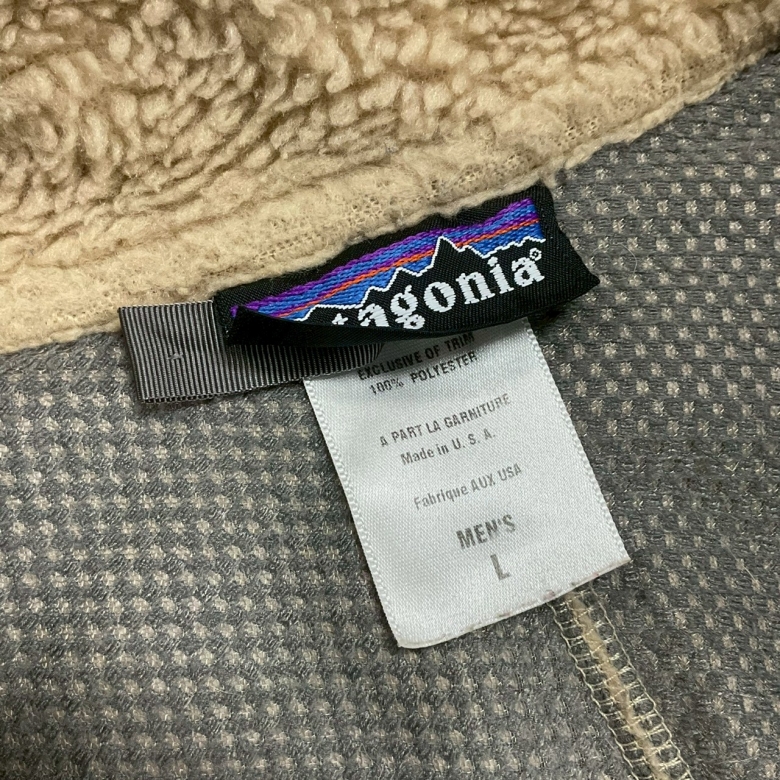 tagonia®
EXCLUSIVE OF TRIM
100% POLYESTER
A PART LA GARNITURE
Made in U. S. A.
Fabrique AUX USA
MEN'S
L